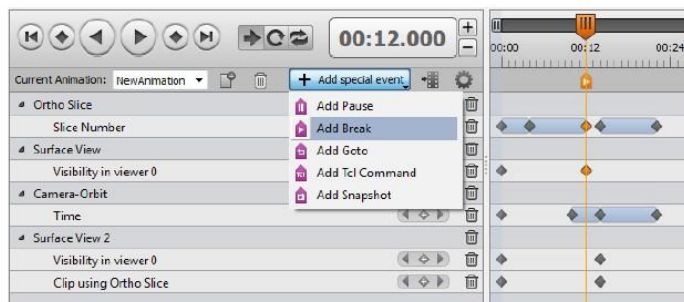 00:12.000
00:00 00:12 00:24
Current Animation: NewAnimation Add special event
Add Pause
Add Break
Add Goto
Add Tcl Command
Add Snapshot
Ortho Slice
Slice Number
Surface View
Visibility in viewer 0
Camera-Orbit
Time
Surface View 2
Visibility in viewer 0
Clip using Ortho Slice